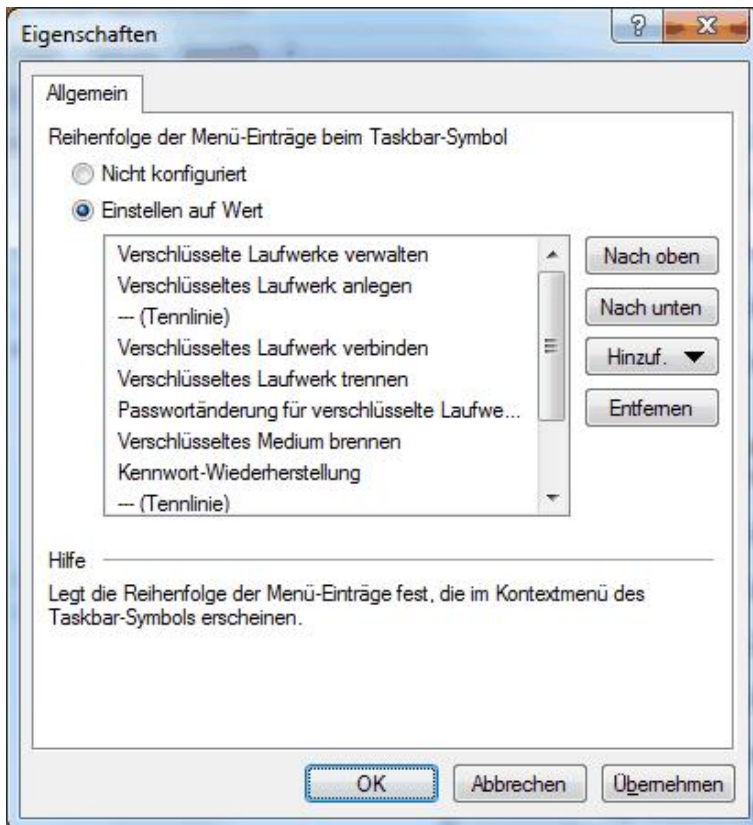 Eigenschaften
Allgemein
Reihenfolge der Menü-Einträge beim Taskbar-Symbol
Nicht konfiguriert
Einstellen auf Wert
Verschlüsselte Laufwerke verwalten
Verschlüsseltes Laufwerk anlegen
--- (Tennlinie)
Verschlüsseltes Laufwerk verbinden
Verschlüsseltes Laufwerk trennen
Passwortänderung für verschlüsselte Laufwe...
Verschlüsseltes Medium brennen
Kennwort-Wiederherstellung
--- (Tennlinie)
Nach oben
Nach unten
Hinzuf.
Entfernen
Hilfe
Legt die Reihenfolge der Menü-Einträge fest, die im Kontextmenü des
Taskbar-Symbols erscheinen.
OK
Abbrechen
Übernehmen